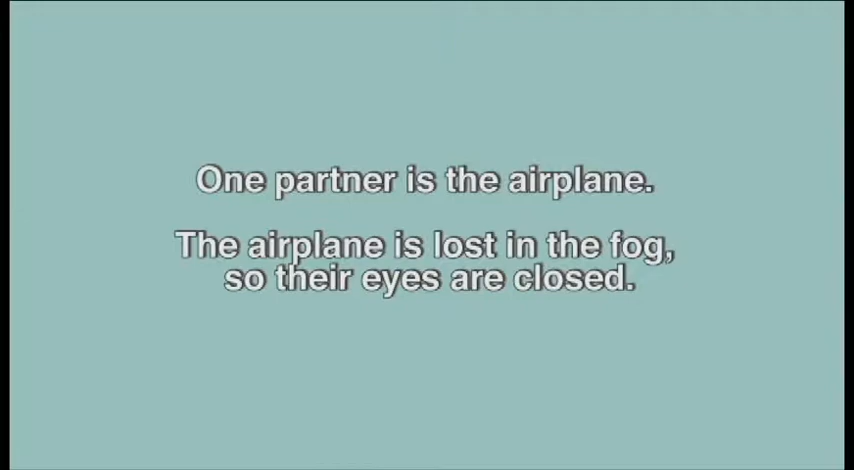 One partner is the airplane.
The airplane is lost in the fog,
so their eyes are closed.